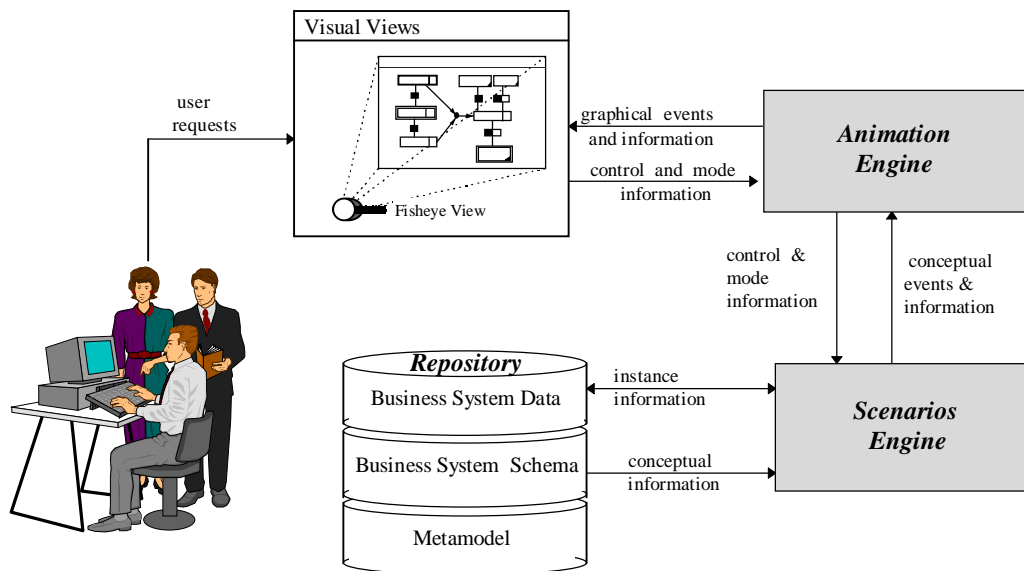 Visual Views
user
requests
Fisheye View
graphical events
and information
control and mode
information
Animation
Engine
control &
mode
information
conceptual
events &
information
Repository
Business System Data
Business System Schema
Metamodel
instance
information
conceptual
information
Scenarios
Engine